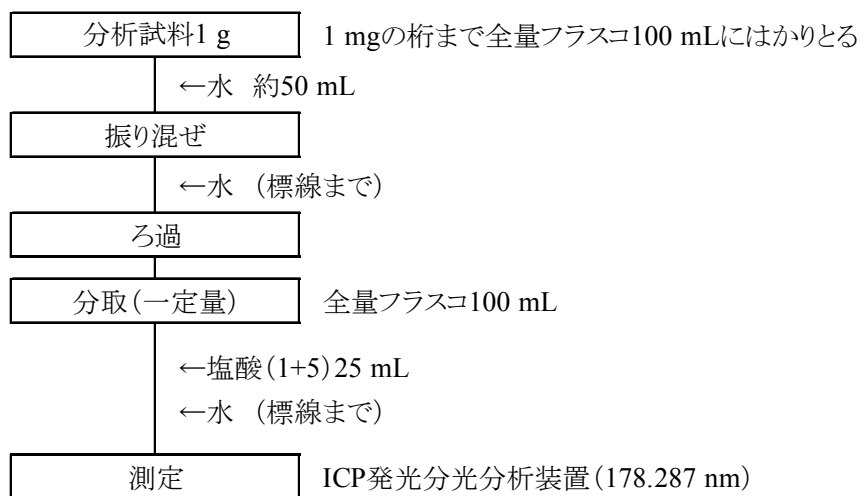 分析試料1 g
1 mgの桁まで全量フラスコ100 mLにはかりとる
←水 約50 mL
振り混ぜ
←水 (標線まで)
ろ過
分取(一定量)
全量フラスコ100 mL
←塩酸(1+5)25 mL
←水 (標線まで)
測定
ICP発光分光分析装置(178.287 nm)